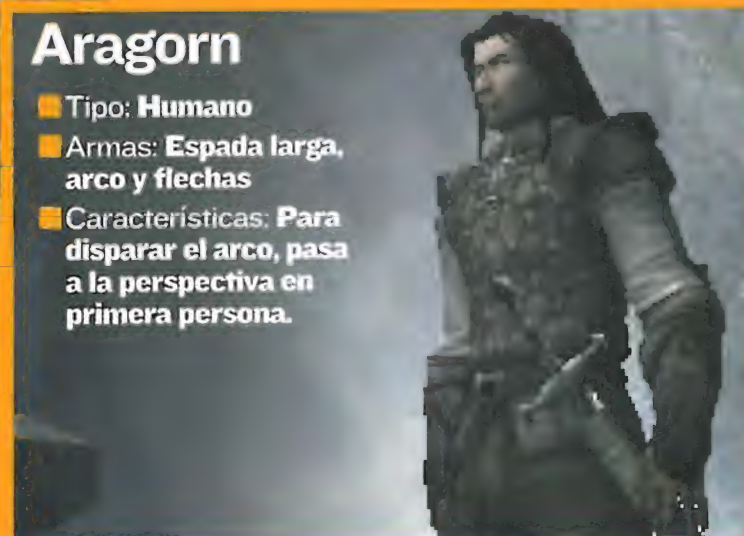 Aragorn
Tipo: Humano
Armas: Espada larga,
arco y flechas
Características: Para
disparar el arco, pasa
a la perspectiva en
primera persona.